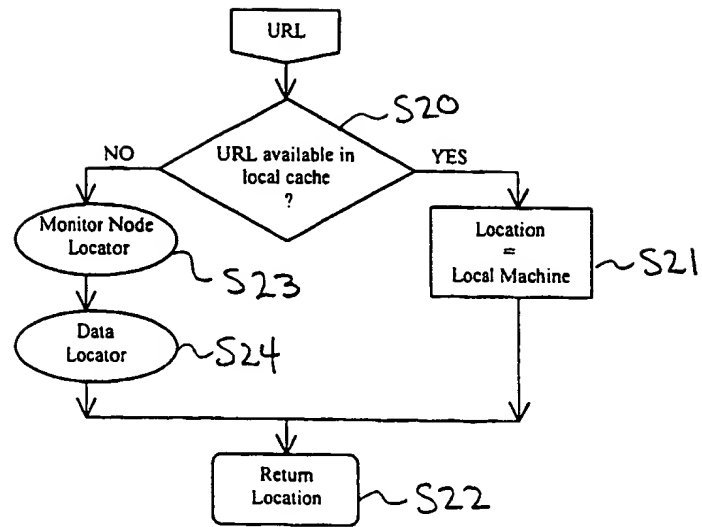 URL
S20
NO
URL available in
local cache
?
YES
Monitor Node
Locator
S23
Location
=
Local Machine
S21
Data
Locator
S24
Return
Location
S22